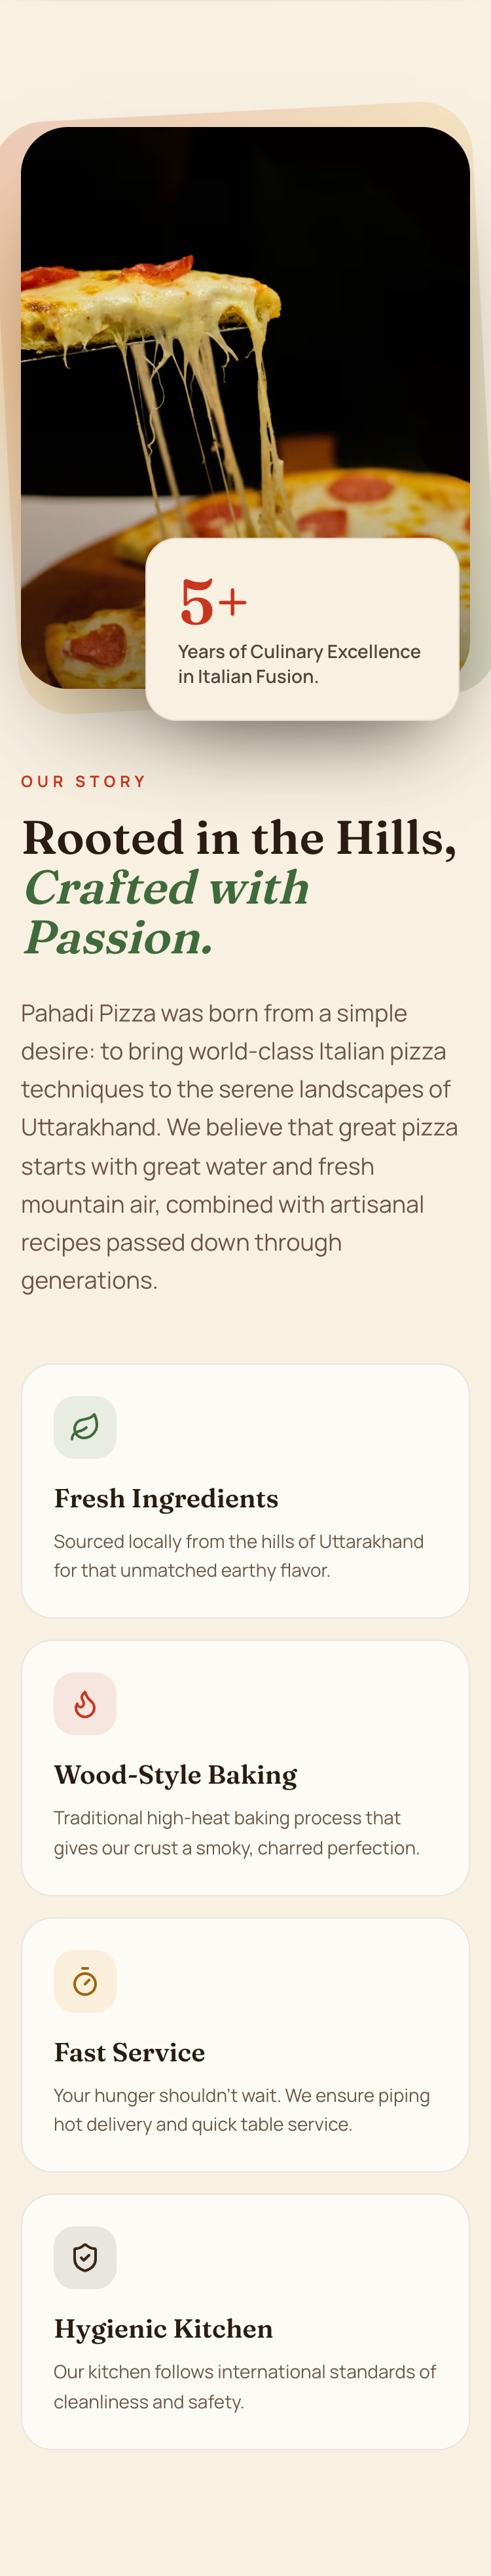 5+
Years of Culinary Excellence
in Italian Fusion.
OUR STORY
Rooted in the Hills,
Crafted with
Passion.
Pahadi Pizza was born from a simple
desire: to bring world-class Italian pizza
techniques to the serene landscapes of
Uttarakhand. We believe that great pizza
starts with great water and fresh
mountain air, combined with artisanal
recipes passed down through
generations.
Fresh Ingredients
Sourced locally from the hills of Uttarakhand
for that unmatched earthy flavor.
Wood-Style Baking
Traditional high-heat baking process that
gives our crust a smoky, charred perfection.
Fast Service
Your hunger shouldn't wait. We ensure piping
hot delivery and quick table service.
Hygienic Kitchen
Our kitchen follows international standards of
cleanliness and safety.